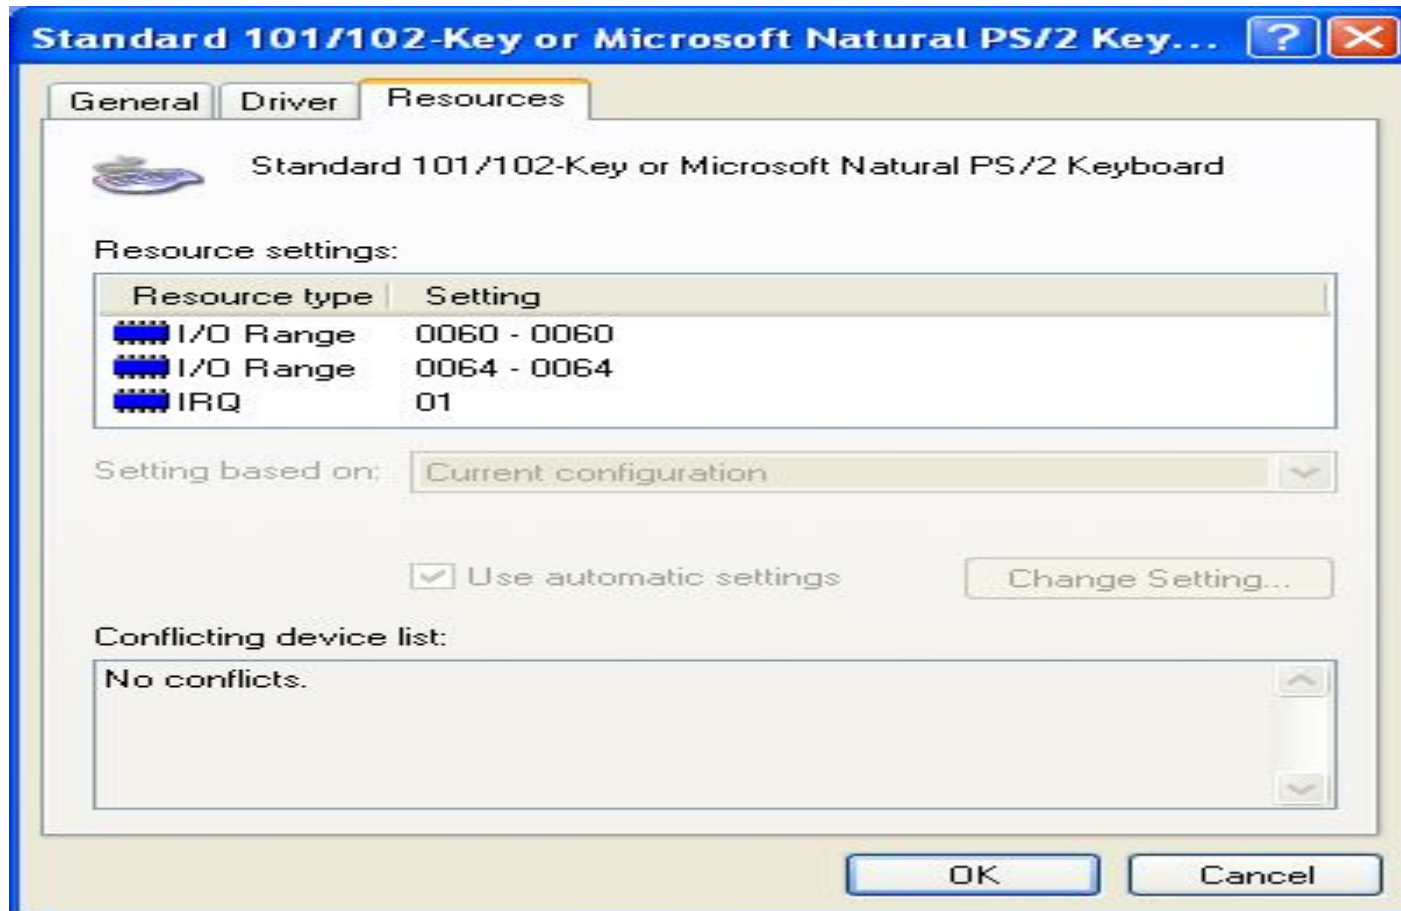 Standard 101/102-Key or Microsoft Natural PS/2 Key...
General Driver Resources
Standard 101/102-Key or Microsoft Natural PS/2 Keyboard
Resource settings:
Resource type Setting
I/O Range 0060 - 0060
I/O Range 0064 - 0064
IRQ 01
Setting based on: Current configuration
Use automatic settings Change Setting...
Conflicting device list:
No conflicts.
OK Cancel